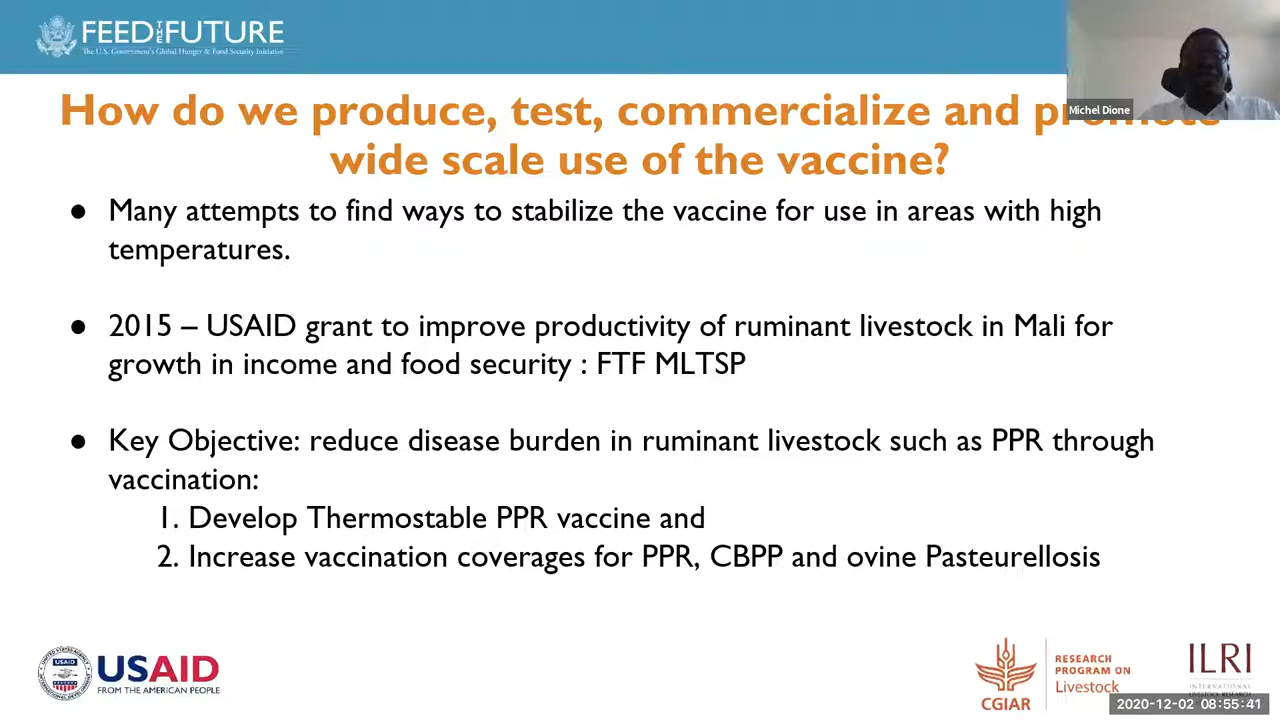 FEED THE FUTURE
The U.S. Government's Global Hunger & Food Security Initiative
Michel Dione
How do we produce, test, commercialize and promote
wide scale use of the vaccine?
● Many attempts to find ways to stabilize the vaccine for use in areas with high
temperatures.
● 2015 – USAID grant to improve productivity of ruminant livestock in Mali for
growth in income and food security : FTF MLTSP
● Key Objective: reduce disease burden in ruminant livestock such as PPR through
vaccination:
1. Develop Thermostable PPR vaccine and
2. Increase vaccination coverages for PPR, CBPP and ovine Pasteurellosis
USAID
USAID
FROM THE AMERICAN PEOPLE
CGIAR
RESEARCH
PROGRAM ON
Livestock
ILRI
INTERNATIONAL
LIVESTOCK RESEARCH
2020-12-02 08:55:41